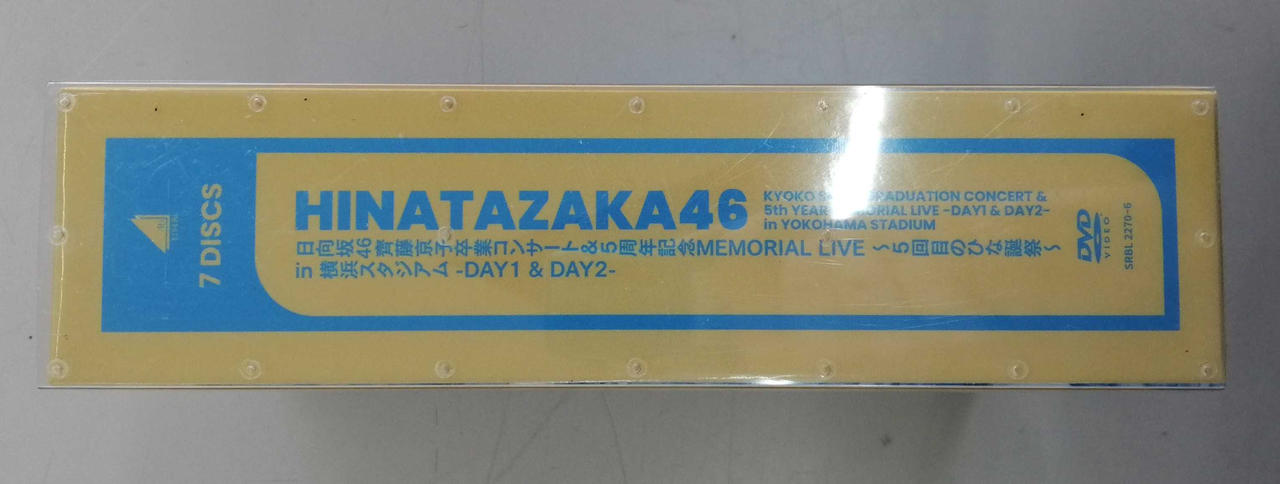 7 DISCS
HINATAZAKA46
KYOKO GRADUATION CONCERT &
5th YEAR MEMORIAL LIVE -DAY1 & DAY2-
in YOKOHAMA STADIUM
日向坂46 齊藤京子卒業コンサート & 5周年記念MEMORIAL LIVE ～5回目のひな誕祭～
in 横浜スタジアム -DAY1 & DAY2-
DVD
VIDEO
SRBL 2270-6